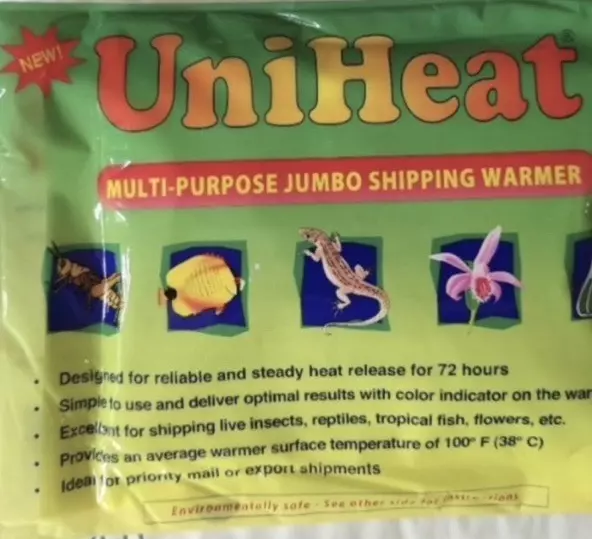 NEW!
UniHeat®
MULTI-PURPOSE JUMBO SHIPPING WARMER
• Designed for reliable and steady heat release for 72 hours
• Simple to use and deliver optimal results with color indicator on the war
• Excellent for shipping live insects, reptiles, tropical fish, flowers, etc.
• Provides an average warmer surface temperature of 100° F (38° C)
• Ideal for priority mail or export shipments
Environmentally safe - See other side for instructions